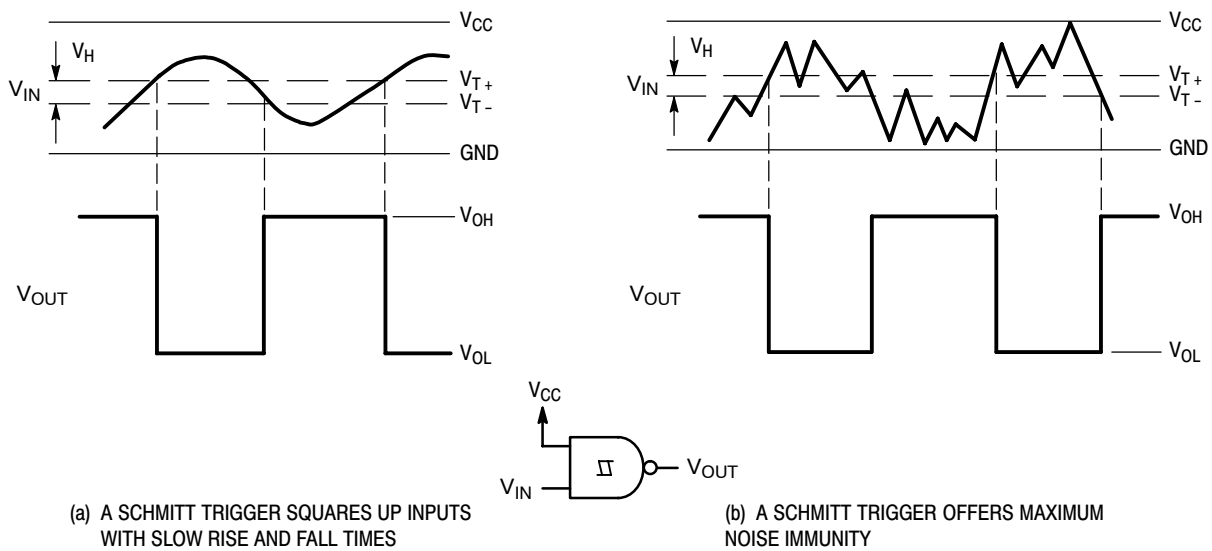 VCC
VH
VIN
VT+
VT−
GND
VOH
VOUT
VOL
VCC
VH
VIN
VT+
VT−
GND
VOH
VOUT
VOL
VCC
VIN
VOUT
(a) A SCHMITT TRIGGER SQUARES UP INPUTS
WITH SLOW RISE AND FALL TIMES
(b) A SCHMITT TRIGGER OFFERS MAXIMUM
NOISE IMMUNITY